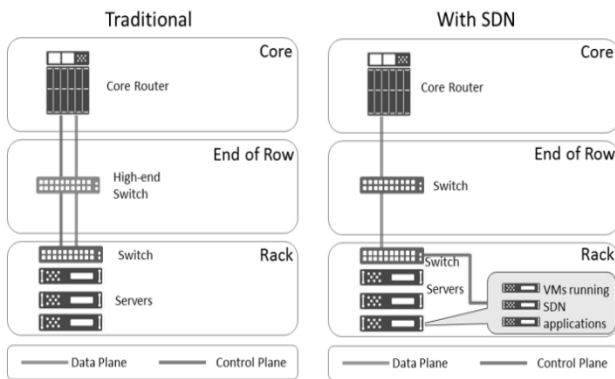 Traditional
Core
Core Router
End of Row
High-end
Switch
Rack
Switch
Servers
Data Plane
Control Plane
With SDN
Core
Core Router
End of Row
Switch
Rack
Switch
Servers
VMs running
SDN
applications
Data Plane
Control Plane